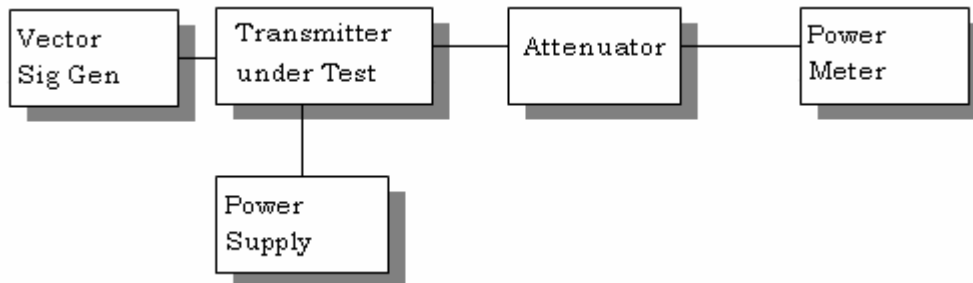 Vector
Sig Gen
Transmitter
under Test
Attenuator
Power
Meter
Power
Supply